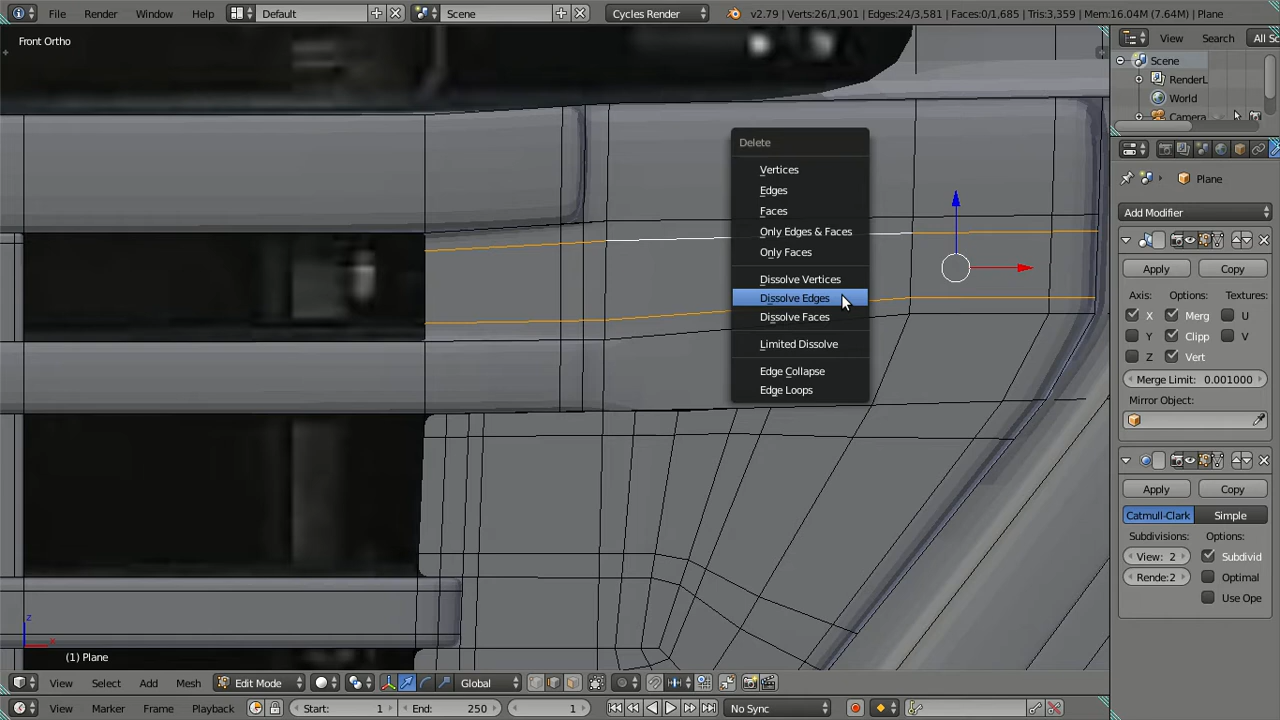 File Render Window Help Default Scene Cycles Render v2.79 | Verts:26/1,901 | Edges:24/3,581 | Faces:0/1,685 | Tris:3,359 | Mem:16.04M (7.64M) | Plane
Front Ortho
View Search All Sc
Scene
RenderL
World
Camera
Plane
Add Modifier
Apply Copy
Axis: Options: Textures:
X Merg U
Y Clipp V
Z Vert
Merge Limit: 0.001000
Mirror Object:
Apply Copy
Catmull-Clark Simple
Subdivisions: Options:
View: 2 Subdivid
Rende:2 Optimal
Use Ope
Delete
Vertices
Edges
Faces
Only Edges & Faces
Only Faces
Dissolve Vertices
Dissolve Edges
Dissolve Faces
Limited Dissolve
Edge Collapse
Edge Loops
z
x
(1) Plane
View Select Add Mesh Edit Mode Global
View Marker Frame Playback Start: 1 End: 250 1 No Sync